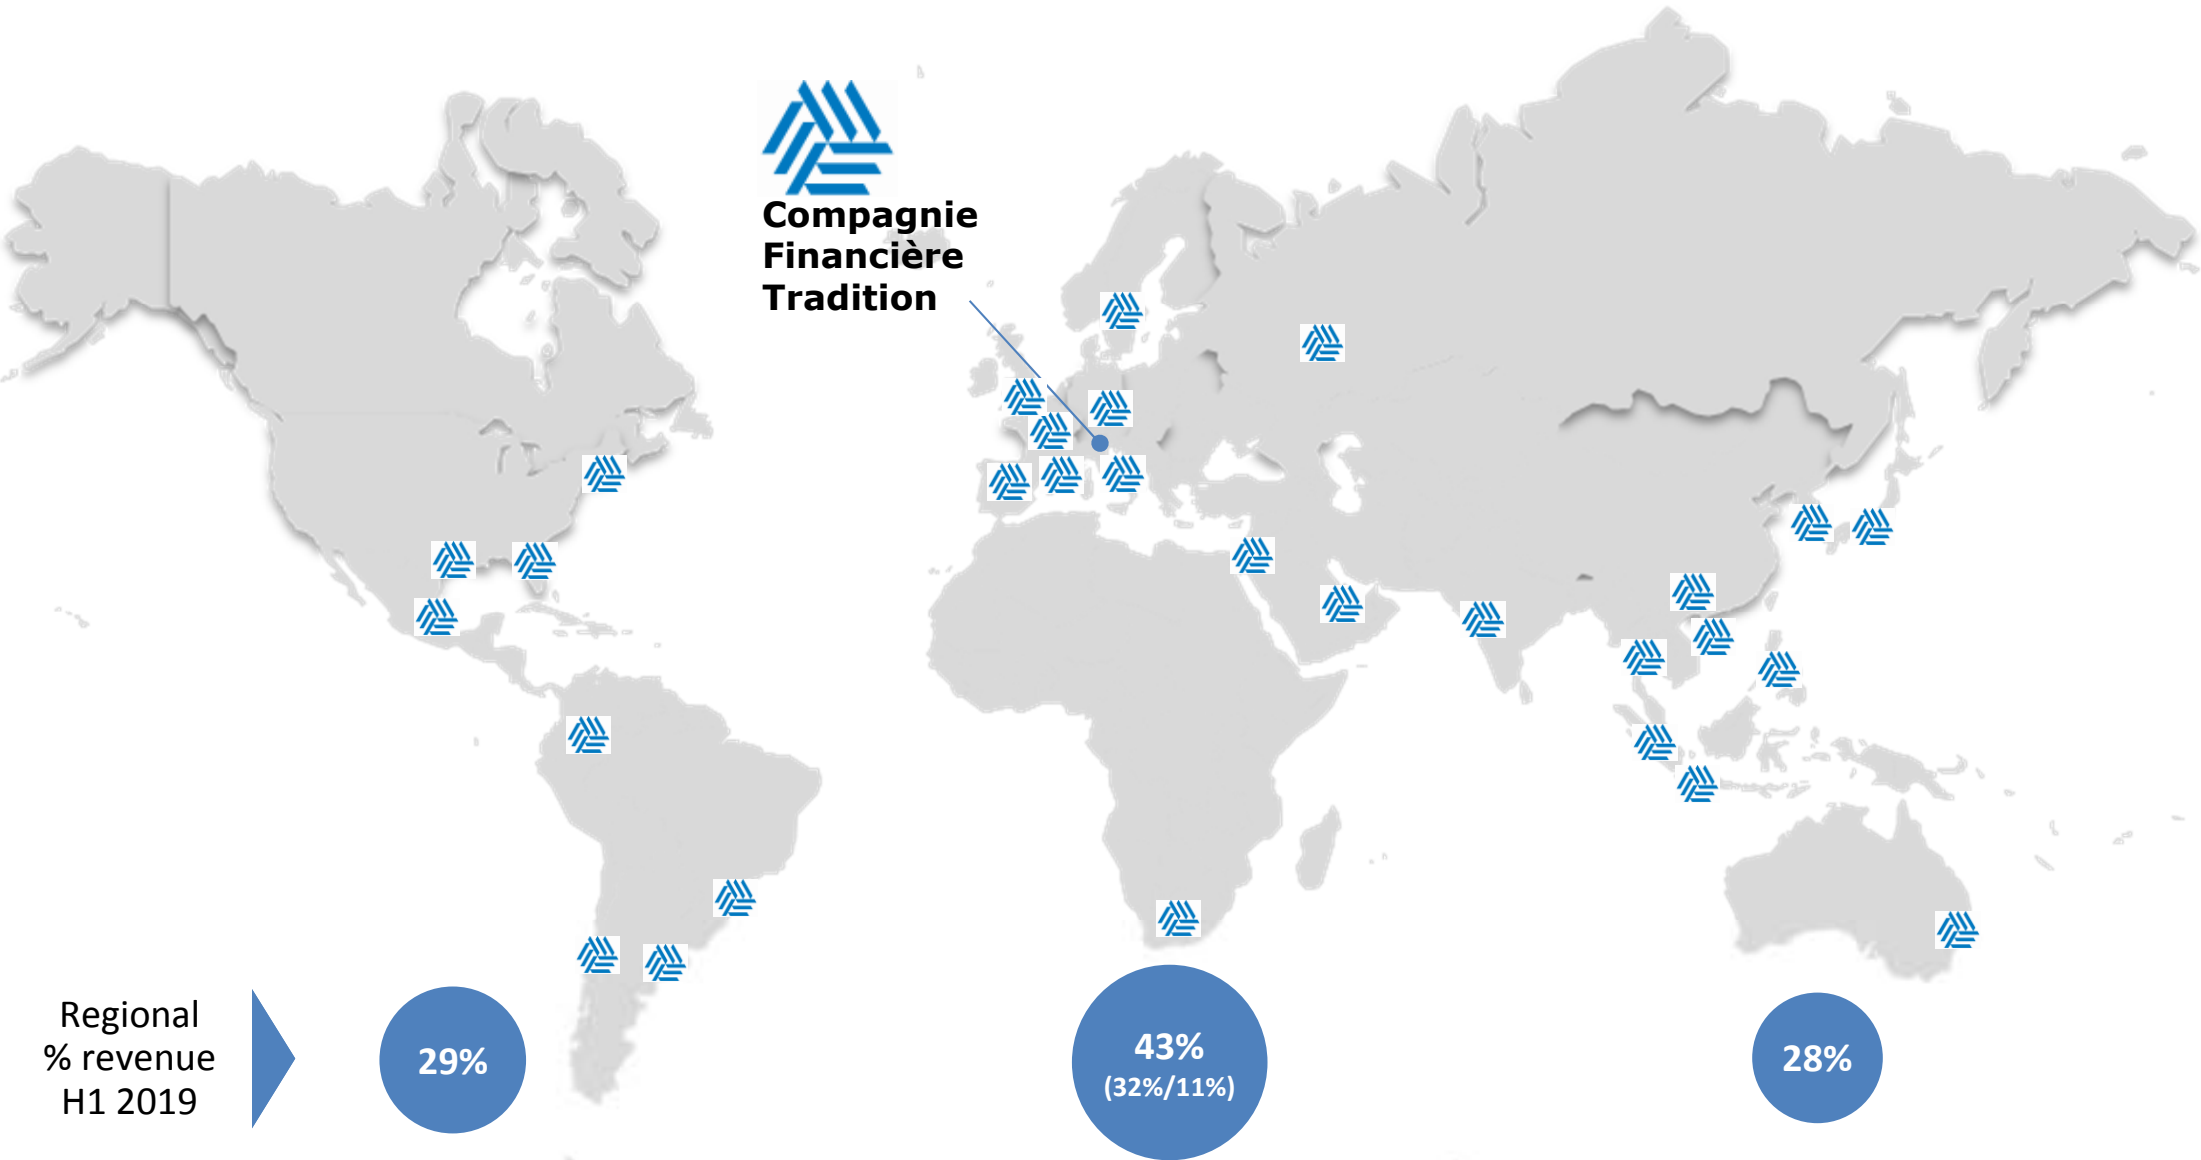 Compagnie
Financière
Tradition
Regional
% revenue
H1 2019
29%
43%
(32%/11%)
28%